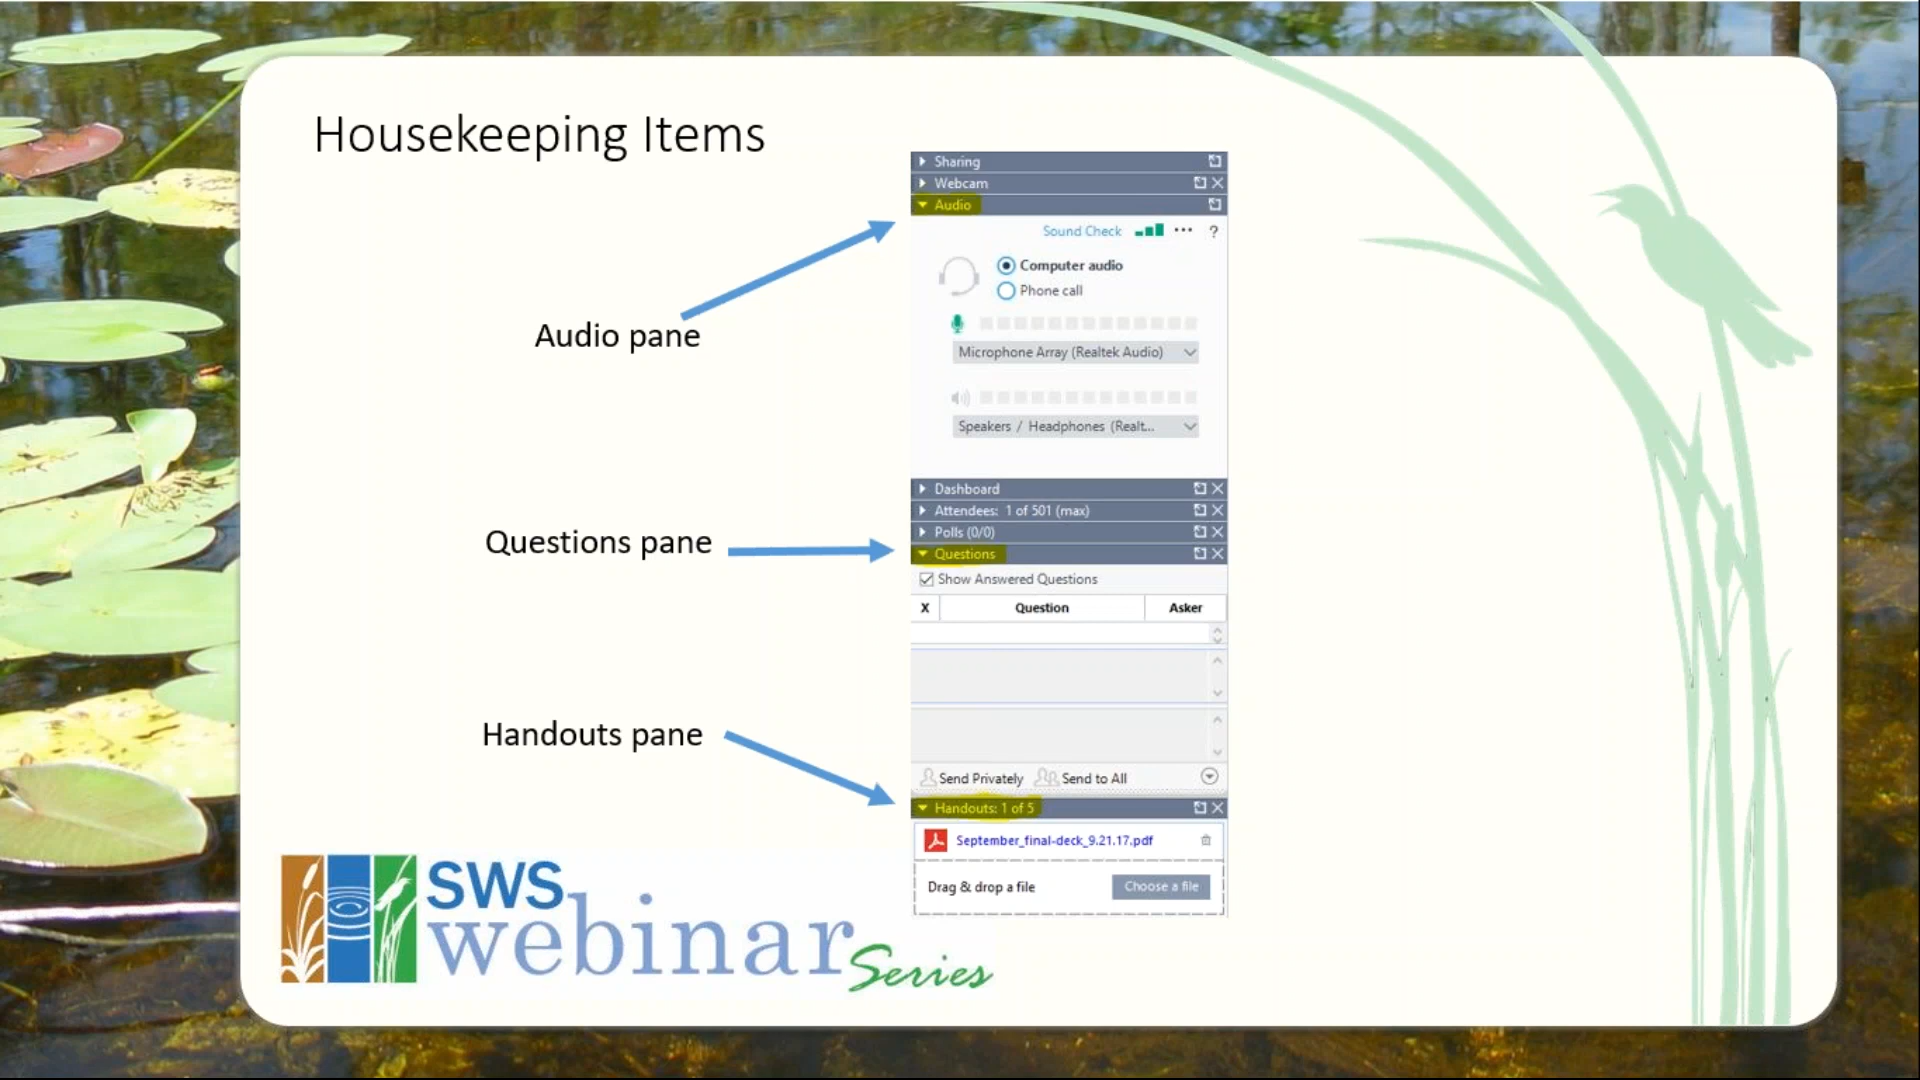 Housekeeping Items
Sharing
Webcam
Audio
Sound Check ... ?
Computer audio
Phone call
Audio pane
Microphone Array (Realtek Audio)
Speakers / Headphones (Realt...
Dashboard
Attendees: 1 of 501 (max)
Polls (0/0)
Questions pane
Questions
Show Answered Questions
X Question Asker
Handouts pane
Send Privately Send to All
Handouts: 1 of 5
September_final-deck_9.21.17.pdf
Drag & drop a file Choose a file
SWS
webinar
Series